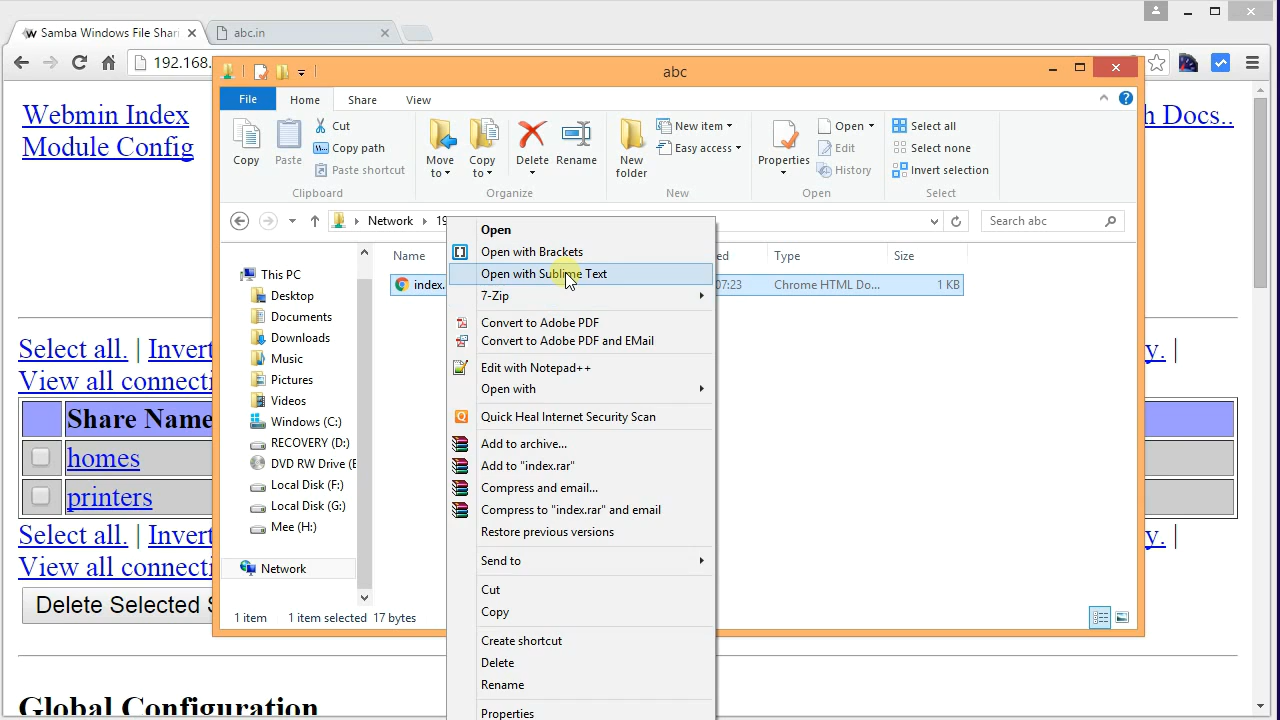 Samba Windows File Shari
abc.in
192.168.
abc
Webmin Index
Module Config
h Docs..
File
Home
Share
View
Copy
Paste
Cut
Copy path
Paste shortcut
Clipboard
Move to
Copy to
Delete
Rename
Organize
New folder
New item
Easy access
New
Properties
Open
Edit
History
Open
Select all
Select none
Invert selection
Select
Network
19
Search abc
Name
ed
Type
Size
index.
07:23
Chrome HTML Do...
1 KB
This PC
Desktop
Documents
Downloads
Music
Pictures
Videos
Windows (C:)
RECOVERY (D:)
DVD RW Drive (E
Local Disk (F:)
Local Disk (G:)
Mee (H:)
Network
1 item
1 item selected 17 bytes
Open
Open with Brackets
Open with Sublime Text
7-Zip
Convert to Adobe PDF
Convert to Adobe PDF and EMail
Edit with Notepad++
Open with
Quick Heal Internet Security Scan
Add to archive...
Add to "index.rar"
Compress and email...
Compress to "index.rar" and email
Restore previous versions
Send to
Cut
Copy
Create shortcut
Delete
Rename
Properties
Select all. | Invert
y. |
View all connecti
Share Name
homes
printers
Select all. | Invert
y. |
View all connecti
Delete Selected S
Global Configuration